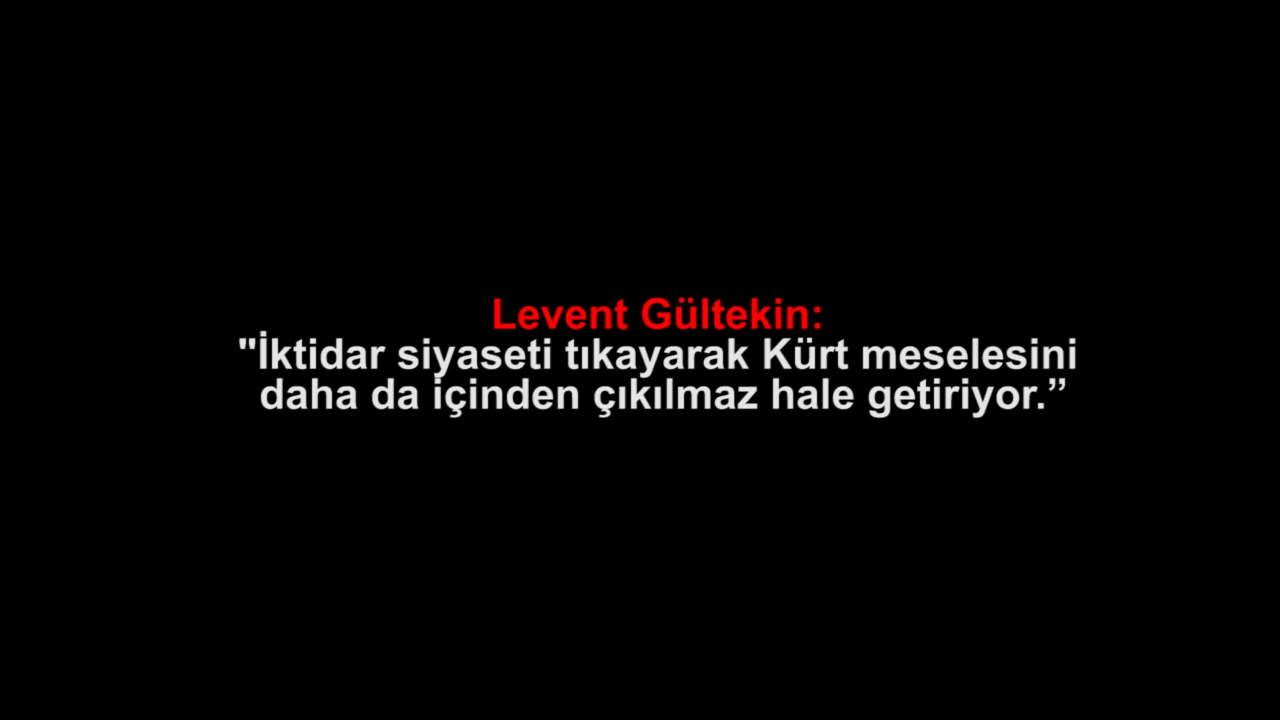 Levent Gültekin:
"İktidar siyaseti tıkayarak Kürt meselesini
daha da içinden çıkılmaz hale getiriyor.”